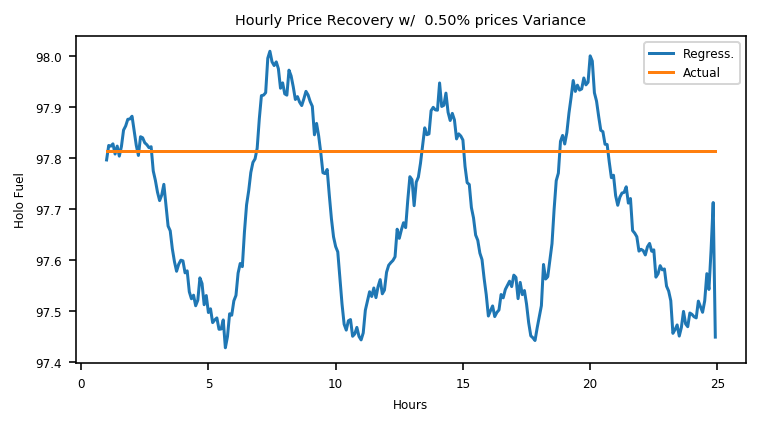 Hourly Price Recovery w/  0.50% prices Variance
Regress.
Actual
98.0
97.9
97.8
97.7
97.6
97.5
97.4
Holo Fuel
0 5 10 15 20 25
Hours